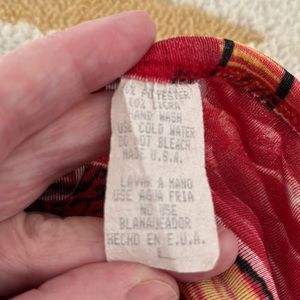 % POLYESTER
% LYCRA
HAND WASH
USE COLD WATER
DO NOT BLEACH
MADE U.S.A.
LAVAR A MANO
USE AGUA FRIA
NO USE
BLANQUEADOR
HECHO EN E.U.A.
L